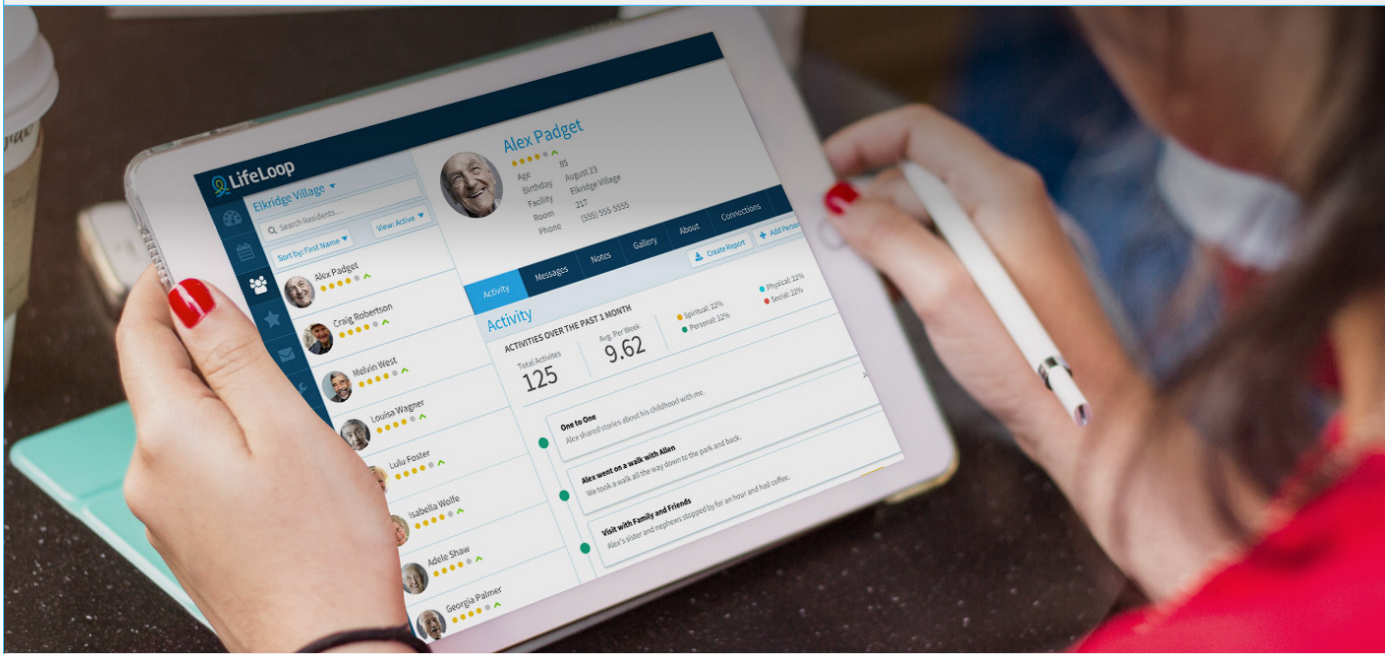 LifeLoop
Elkridge Village
Search Residents...
Sort by: First Name
View: Active
Alex Padget
Craig Robertson
Melvin West
Louisa Wagner
Lulu Foster
Isabella Wolfe
Adele Shaw
Georgia Palmer
Alex Padget
Age 85
Birthday August 23
Facility Elkridge Village
Room 217
Phone (555) 555-5555
Activity Messages Notes Gallery About Connections
Activity
Create Report
Add Person
ACTIVITIES OVER THE PAST 1 MONTH
Total Activites
125
Avg. Per Week
9.62
Spiritual: 22%
Personal: 22%
Physical: 22%
Social: 22%
One to One
Alex shared stories about his childhood with me.
Alex went on a walk with Allen
We took a walk all the way down to the park and back.
Visit with Family and Friends
Alex's sister and nephews stopped by for an hour and had coffee.